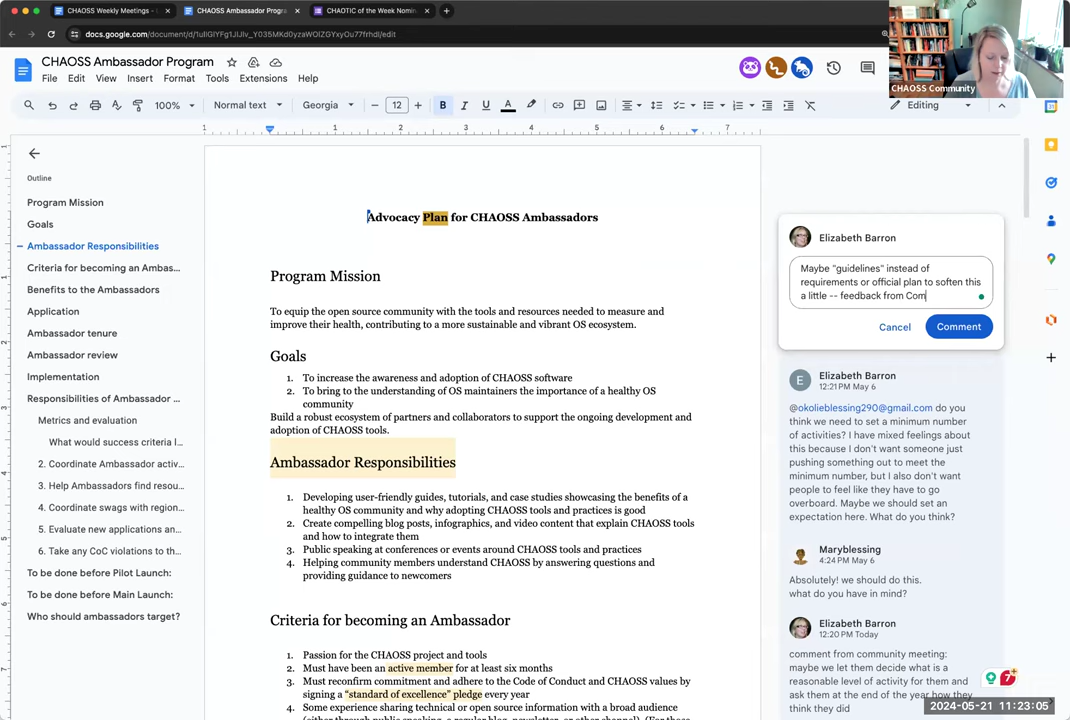 CHAOSS Weekly Meetings -
CHAOSS Ambassador Progra
CHAOTIC of the Week Nomin
docs.google.com/document/d/1uIlGIYFg1JIJiv_Y035MKd0yzaWOIZGYxyOu77frhdI/edit
CHAOSS Ambassador Program
File Edit View Insert Format Tools Extensions Help
100% Normal text Georgia 12 Editing
CHAOSS Community
1 1 2 3 4 5 6 7
Outline
Program Mission
Goals
Ambassador Responsibilities
Criteria for becoming an Ambas...
Benefits to the Ambassadors
Application
Ambassador tenure
Ambassador review
Implementation
Responsibilities of Ambassador ...
Metrics and evaluation
What would success criteria l...
2. Coordinate Ambassador activ...
3. Help Ambassadors find resou...
4. Coordinate swags with region...
5. Evaluate new applications an...
6. Take any CoC violations to th...
To be done before Pilot Launch:
To be done before Main Launch:
Who should ambassadors target?
Advocacy Plan for CHAOSS Ambassadors
Program Mission
To equip the open source community with the tools and resources needed to measure and
improve their health, contributing to a more sustainable and vibrant OS ecosystem.
Goals
1. To increase the awareness and adoption of CHAOSS software
2. To bring to the understanding of OS maintainers the importance of a healthy OS
community
Build a robust ecosystem of partners and collaborators to support the ongoing development and
adoption of CHAOSS tools.
Ambassador Responsibilities
1. Developing user-friendly guides, tutorials, and case studies showcasing the benefits of a
healthy OS community and why adopting CHAOSS tools and practices is good
2. Create compelling blog posts, infographics, and video content that explain CHAOSS tools
and how to integrate them
3. Public speaking at conferences or events around CHAOSS tools and practices
4. Helping community members understand CHAOSS by answering questions and
providing guidance to newcomers
Criteria for becoming an Ambassador
1. Passion for the CHAOSS project and tools
2. Must have been an active member for at least six months
3. Must reconfirm commitment and adhere to the Code of Conduct and CHAOSS values by
signing a “standard of excellence” pledge every year
4. Some experience sharing technical or open source information with a broad audience
(either through public speaking, a regular blog, newsletter, or other channel). (For those
Elizabeth Barron
Maybe "guidelines" instead of
requirements or official plan to soften this
a little -- feedback from Com
Cancel Comment
E
Elizabeth Barron
12:21 PM May 6
@okolieblessing290@gmail.com do you
think we need to set a minimum number
of activities? I have mixed feelings about
this because I don't want someone just
pushing something out to meet the
minimum number, but I also don't want
people to feel like they have to go
overboard. Maybe we should set an
expectation here. What do you think?
Maryblessing
4:24 PM May 6
Absolutely! we should do this.
what do you have in mind?
Elizabeth Barron
12:20 PM Today
comment from community meeting:
maybe we let them decide what is a
reasonable level of activity for them and
ask them at the end of the year how they
think they did
7
2024-05-21 11:23:05